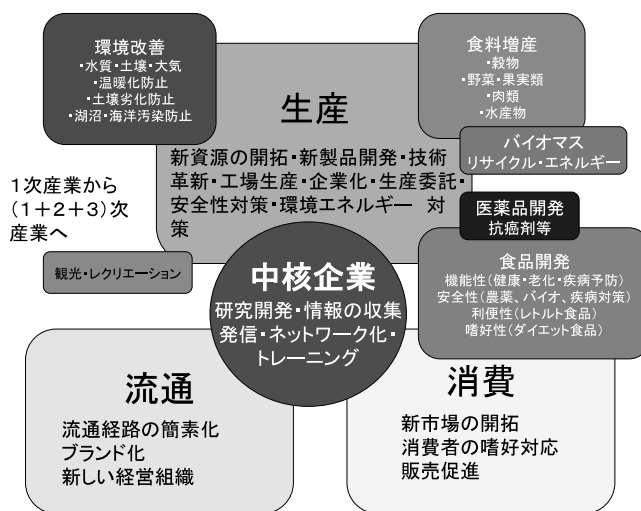 環境改善
・水質・土壌・大気
・温暖化防止
・土壌劣化防止
・湖沼・海洋汚染防止
食料増産
・穀物
・野菜・果実類
・肉類
・水産物
生産
新資源の開拓・新製品開発・技術
革新・工場生産・企業化・生産委託・
安全性対策・環境エネルギー 対
策
バイオマス
リサイクル・エネルギー
1次産業から
(1+2+3)次
産業へ
医薬品開発
抗癌剤等
観光・レクリエーション
中核企業
研究開発・情報の収集
発信・ネットワーク化・
トレーニング
食品開発
機能性(健康・老化・疾病予防)
安全性(農薬、バイオ、疾病対策)
利便性(レトルト食品)
嗜好性(ダイエット食品)
流通
流通経路の簡素化
ブランド化
新しい経営組織
消費
新市場の開拓
消費者の嗜好対応
販売促進